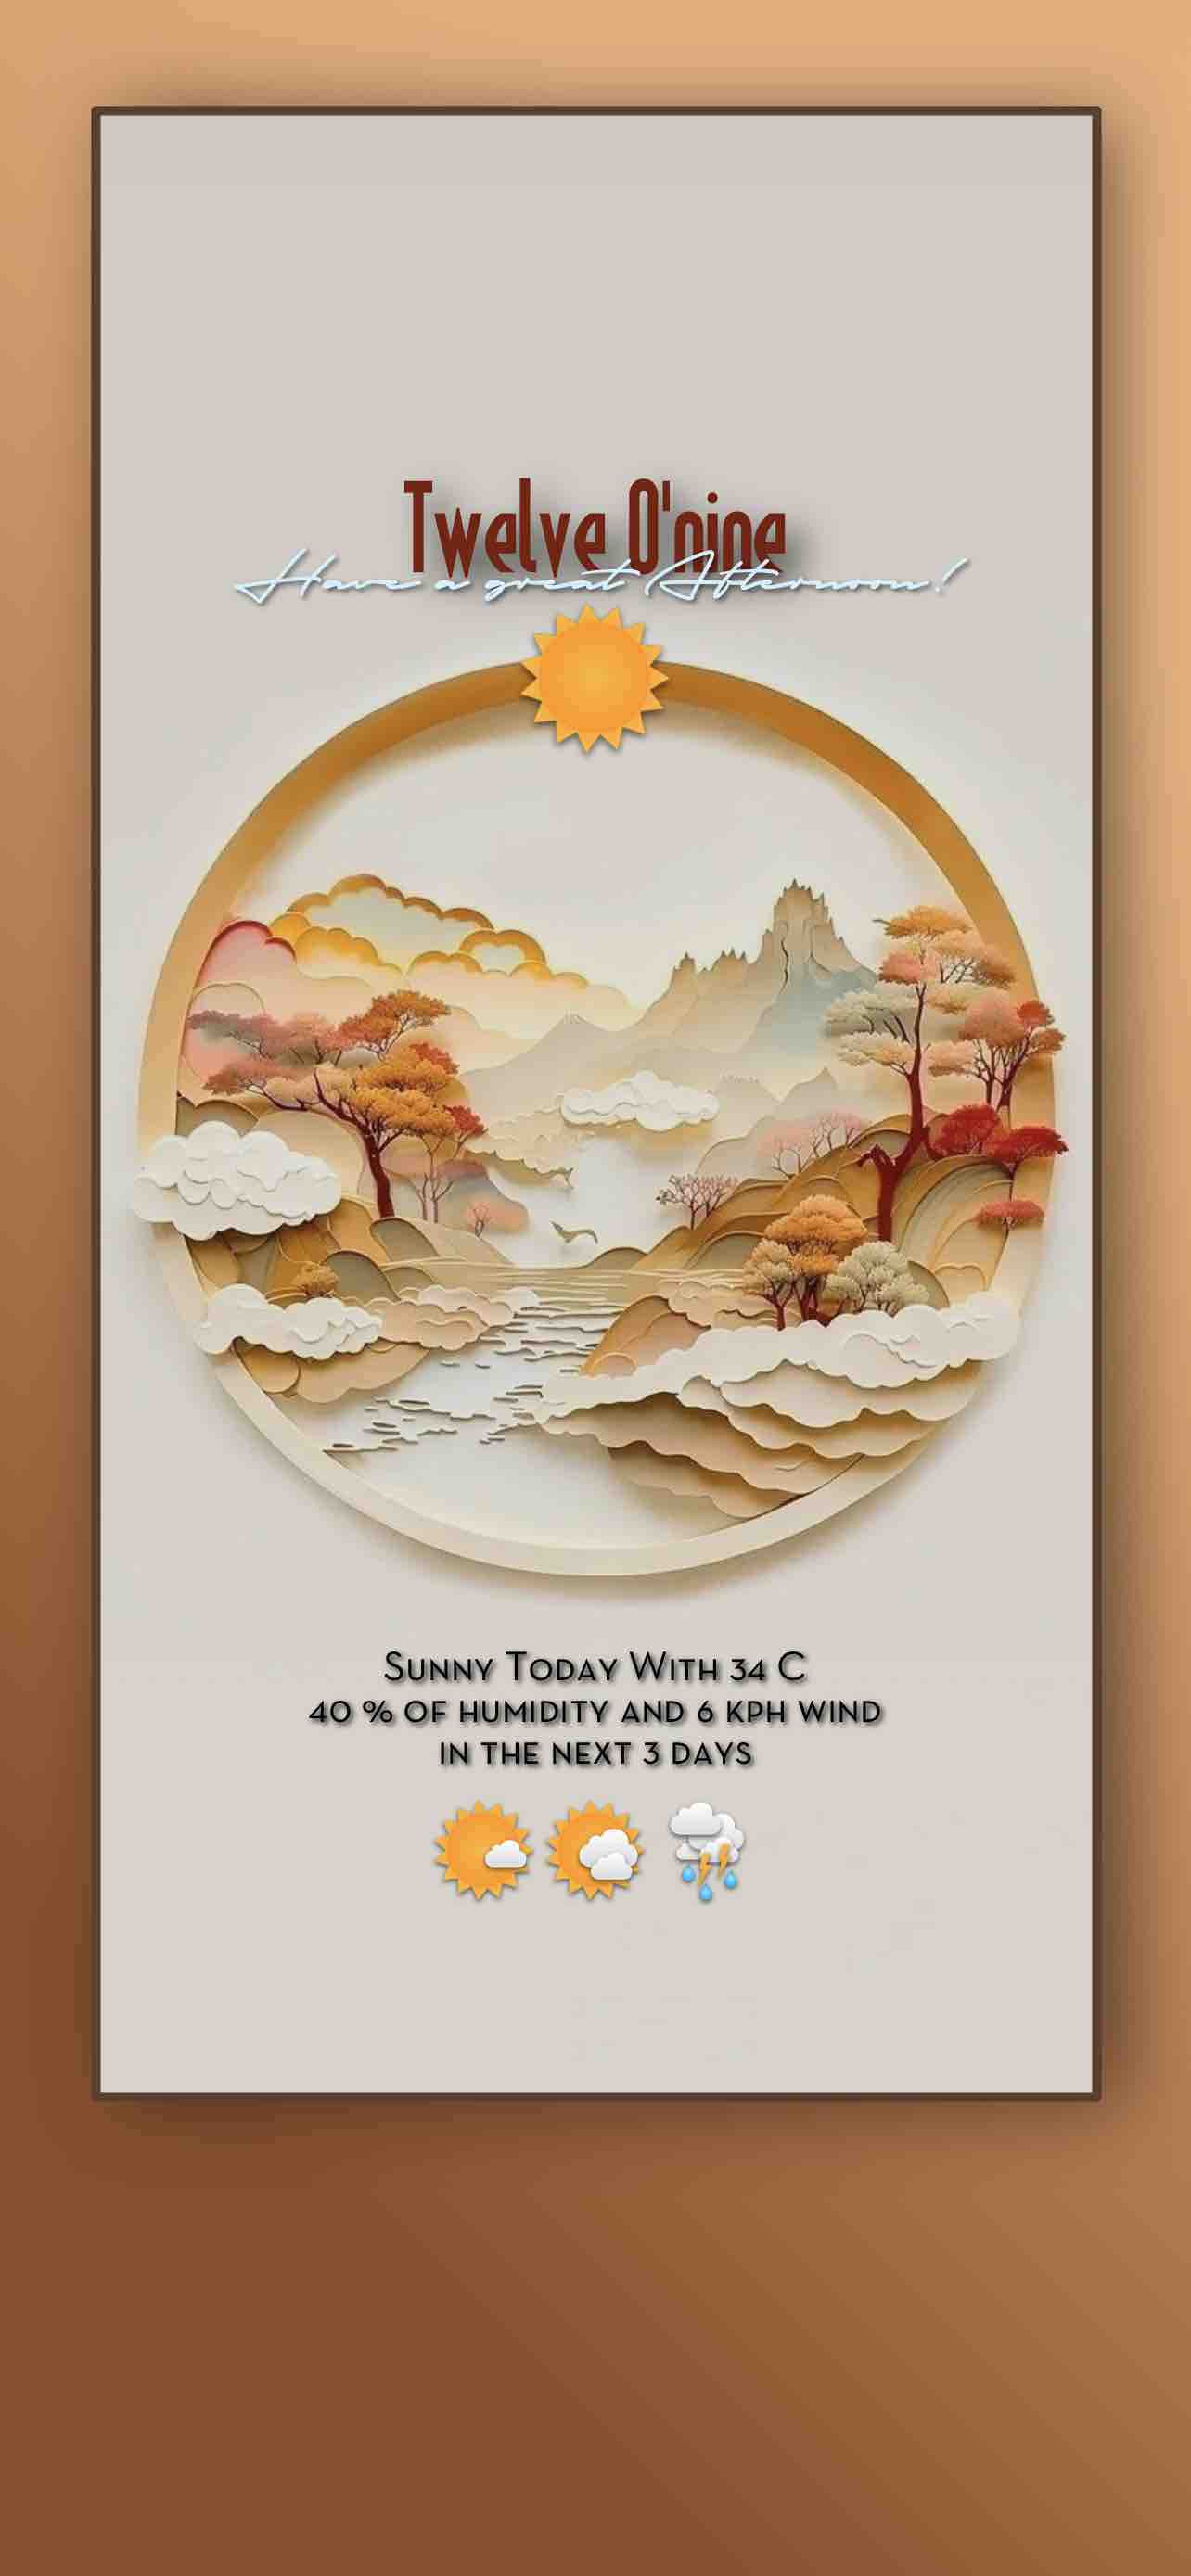 Twelve O'nine
Have a great Afternoon!
Sunny Today With 34 C
40 % OF HUMIDITY AND 6 KPH WIND
IN THE NEXT 3 DAYS